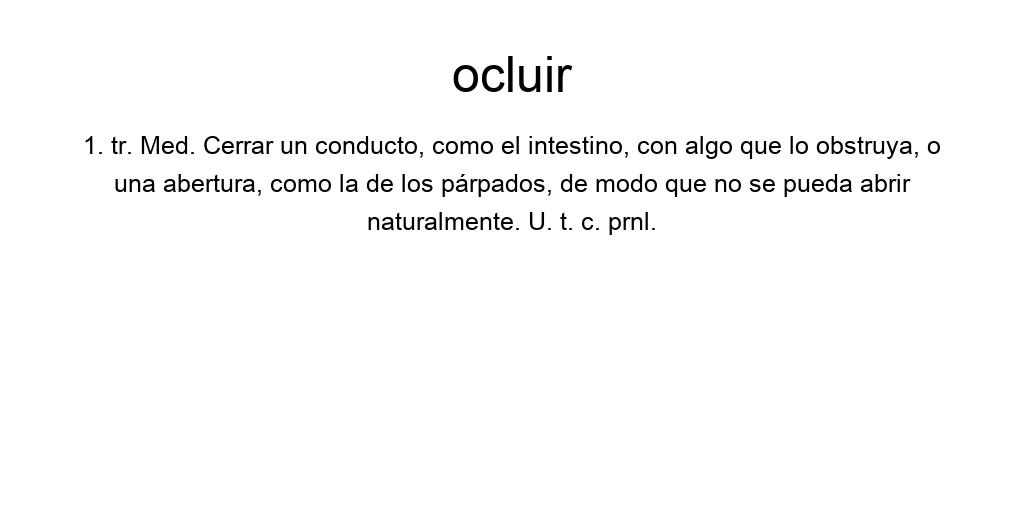 ocluir
1. tr. Med. Cerrar un conducto, como el intestino, con algo que lo obstruya, o
una abertura, como la de los párpados, de modo que no se pueda abrir
naturalmente. U. t. c. prnl.